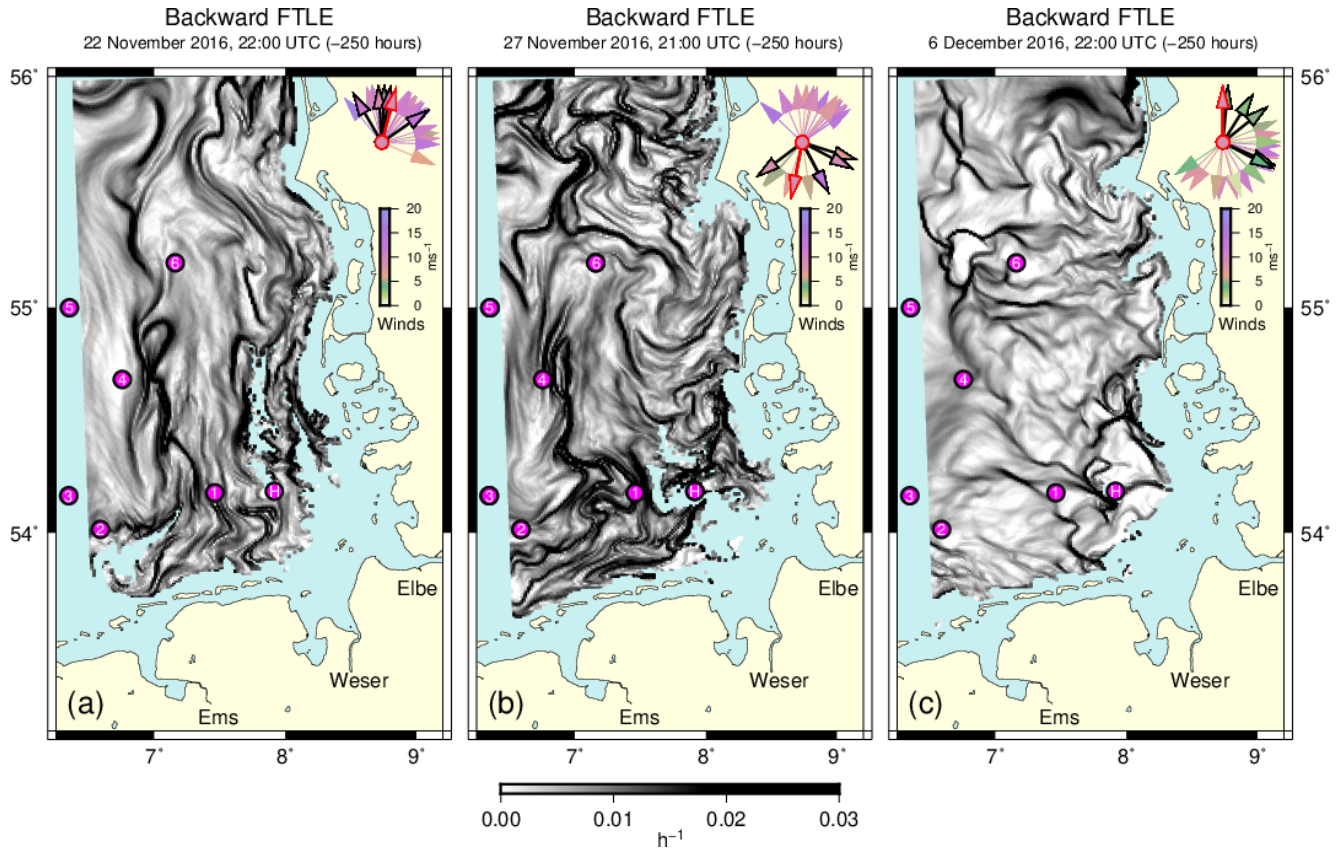 Backward FTLE
22 November 2016, 22:00 UTC (−250 hours)
Backward FTLE
27 November 2016, 21:00 UTC (−250 hours)
Backward FTLE
6 December 2016, 22:00 UTC (−250 hours)
56°
55°
54°
20
15
10
5
0
ms⁻¹
Winds
6
5
4
3
2
1
H
Elbe
Weser
Ems
(a)
7°
8°
9°
20
15
10
5
0
ms⁻¹
Winds
6
5
4
3
2
1
H
Elbe
Weser
Ems
(b)
7°
8°
9°
20
15
10
5
0
ms⁻¹
Winds
6
5
4
3
2
1
H
Elbe
Weser
Ems
(c)
7°
8°
9°
56°
55°
54°
0.00 0.01 0.02 0.03
h⁻¹